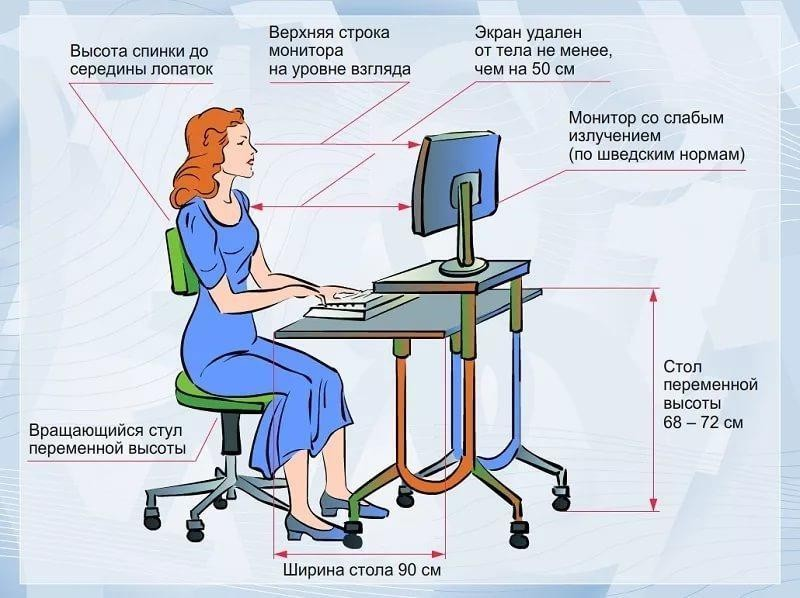 Высота спинки до
середины лопаток
Верхняя строка
монитора
на уровне взгляда
Экран удален
от тела не менее,
чем на 50 см
Монитор со слабым
излучением
(по шведским нормам)
Стол
переменной
высоты
68 – 72 см
Вращающийся стул
переменной высоты
Ширина стола 90 см